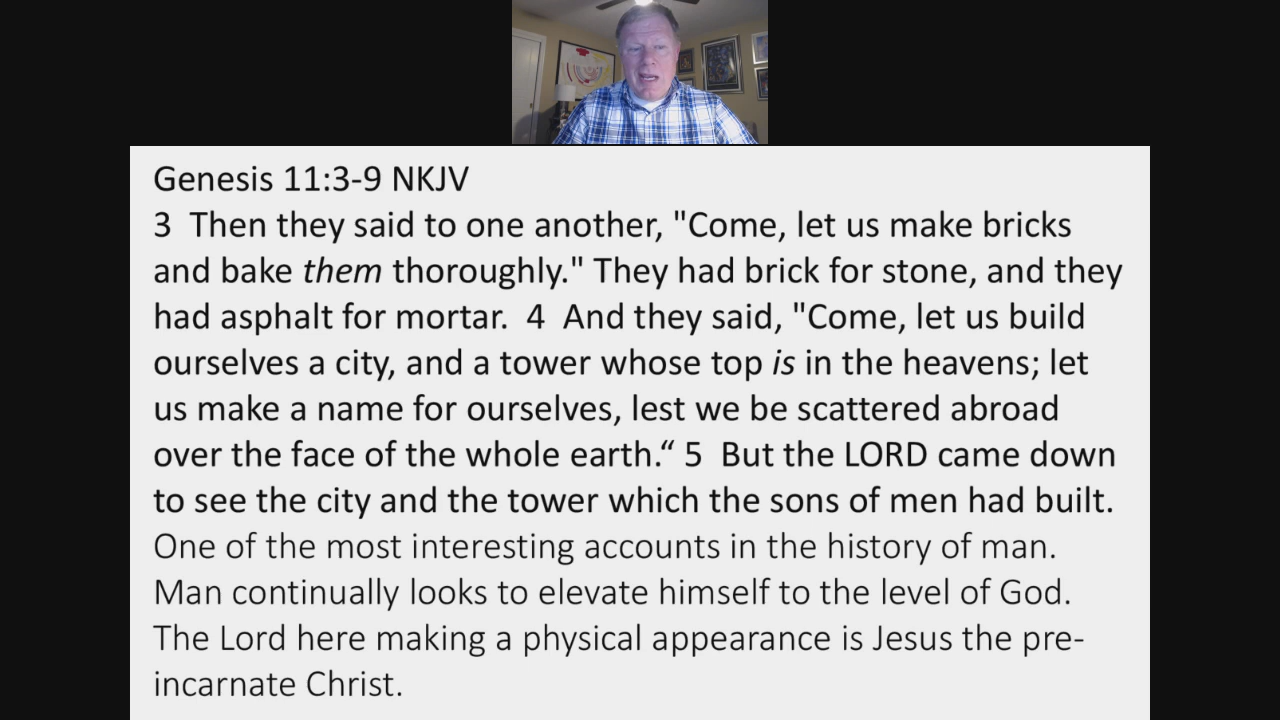 Genesis 11:3-9 NKJV
3  Then they said to one another, "Come, let us make bricks
and bake them thoroughly." They had brick for stone, and they
had asphalt for mortar.  4  And they said, "Come, let us build
ourselves a city, and a tower whose top is in the heavens; let
us make a name for ourselves, lest we be scattered abroad
over the face of the whole earth.“ 5  But the LORD came down
to see the city and the tower which the sons of men had built.
One of the most interesting accounts in the history of man.
Man continually looks to elevate himself to the level of God.
The Lord here making a physical appearance is Jesus the pre-
incarnate Christ.